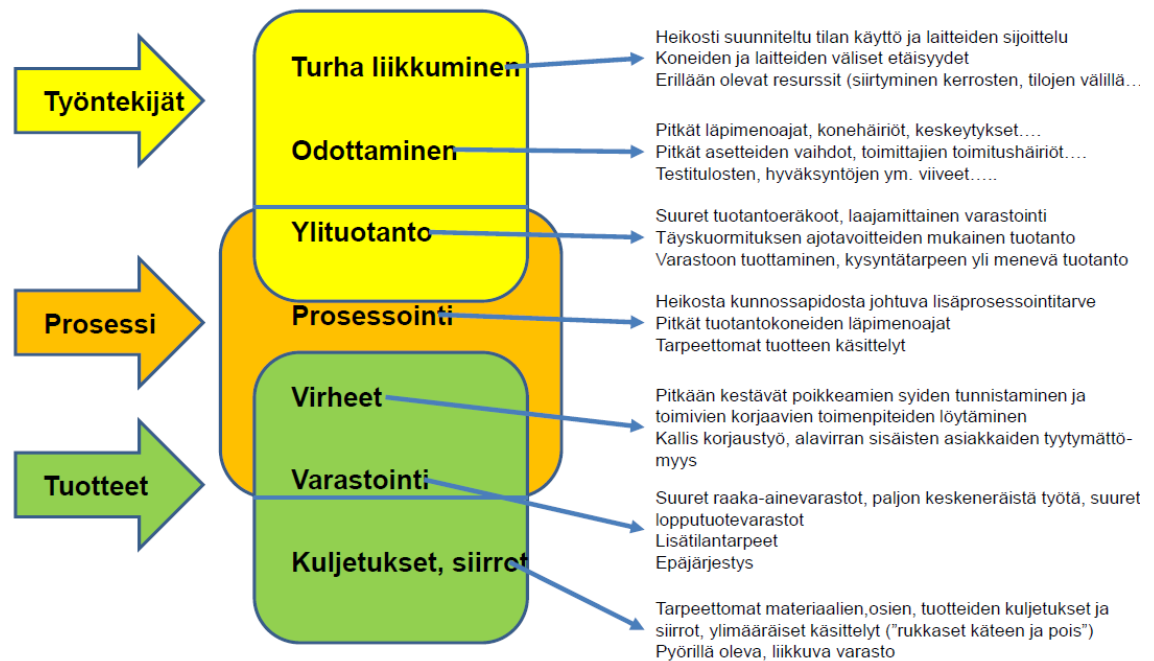 Työntekijät
Prosessi
Tuotteet
Turha liikkuminen
Odottaminen
Ylituotanto
Prosessointi
Virheet
Varastointi
Kuljetukset, siirrot
Heikosti suunniteltu tilan käyttö ja laitteiden sijoittelu
Koneiden ja laitteiden väliset etäisyydet
Erillään olevat resurssit (siirtyminen kerrosten, tilojen välillä…
Pitkät läpimenoajat, konehäiriöt, keskeytykset….
Pitkät asetteiden vaihdot, toimittajien toimitushäiriöt….
Testitulosten, hyväksyntöjen ym. viiveet…..
Suuret tuotantoeräkoot, laajamittainen varastointi
Täyskuormituksen ajotavoitteiden mukainen tuotanto
Varastoon tuottaminen, kysyntätarpeen yli menevä tuotanto
Heikosta kunnossapidosta johtuva lisäprosessointitarve
Pitkät tuotantokoneiden läpimenoajat
Tarpeettomat tuotteen käsittelyt
Pitkään kestävät poikkeamien syiden tunnistaminen ja
toimivien korjaavien toimenpiteiden löytäminen
Kallis korjaustyö, alavirran sisäisten asiakkaiden tyytymättö-
myys
Suuret raaka-ainevarastot, paljon keskeneräistä työtä, suuret
lopputuotevarastot
Lisätilantarpeet
Epäjärjestys
Tarpeettomat materiaalien,osien, tuotteiden kuljetukset ja
siirrot, ylimääräiset käsittelyt (”rukkaset käteen ja pois”)
Pyörillä oleva, liikkuva varasto